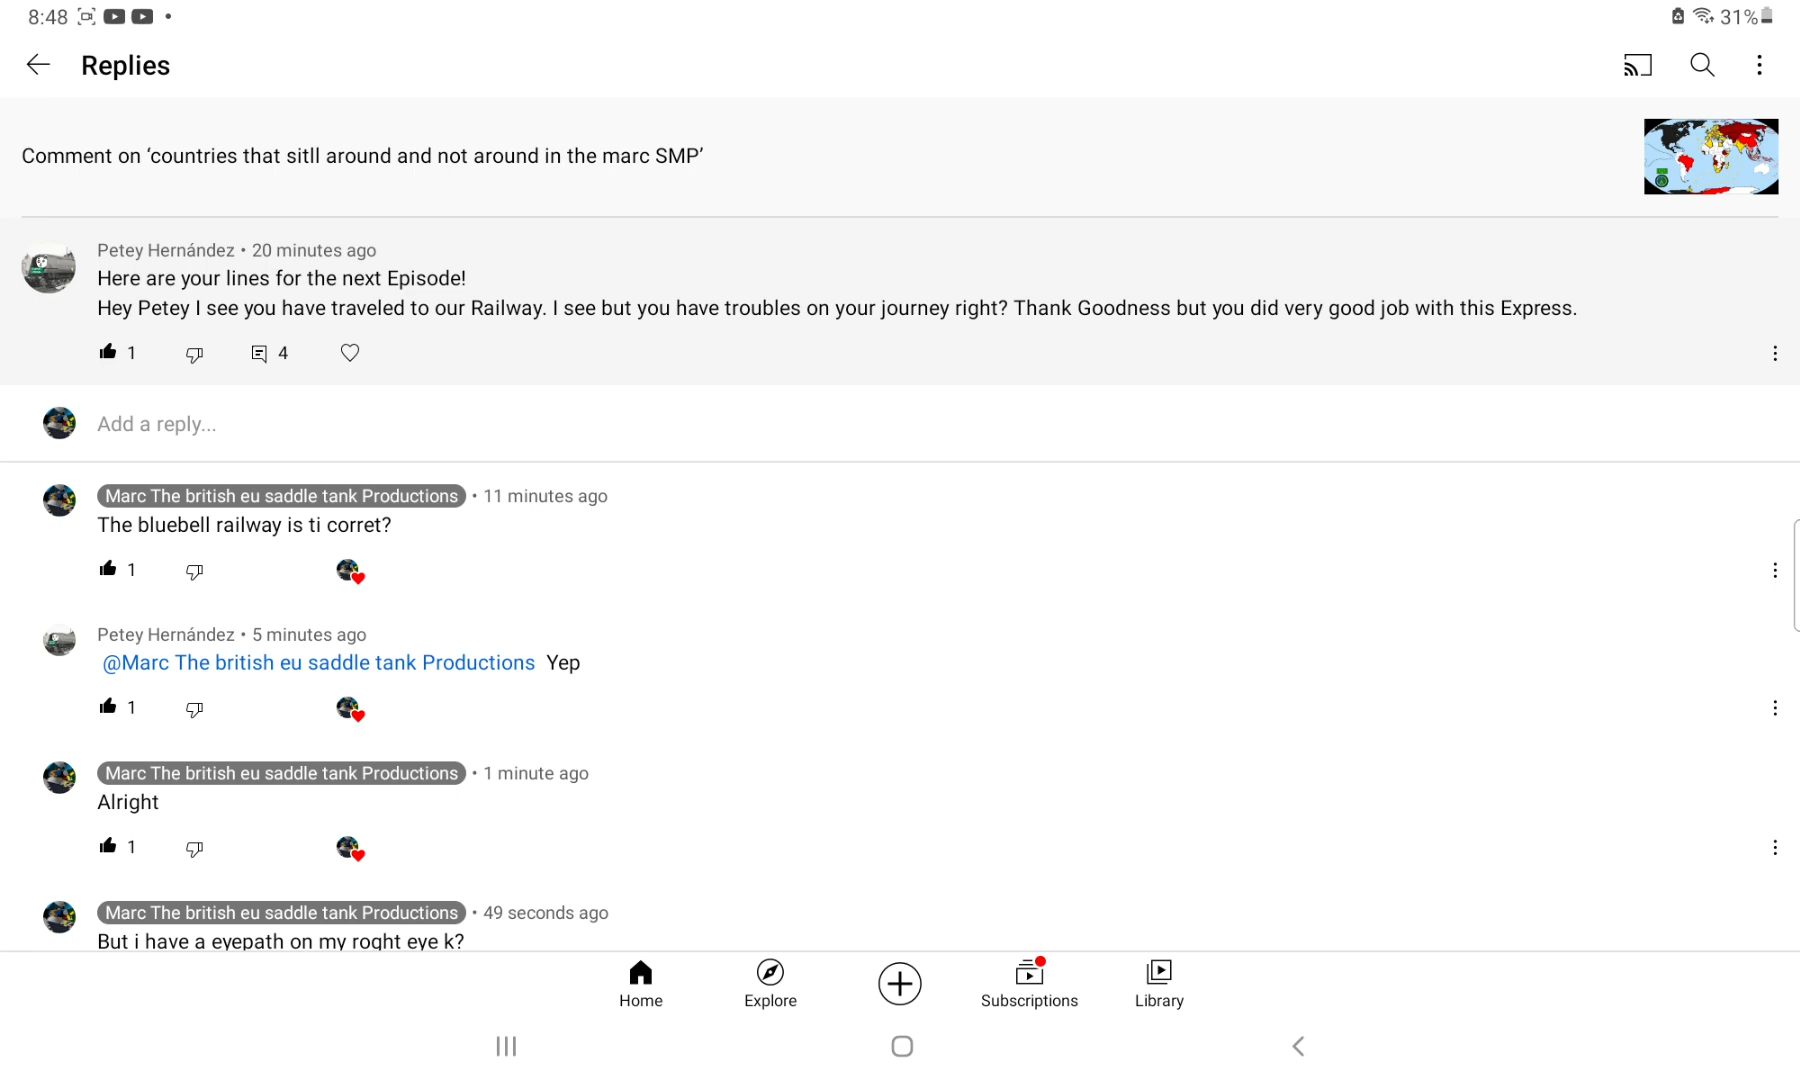 8:48
31%
Replies
Comment on ‘countries that sitll around and not around in the marc SMP’
Petey Hernández • 20 minutes ago
Here are your lines for the next Episode!
Hey Petey I see you have traveled to our Railway. I see but you have troubles on your journey right? Thank Goodness but you did very good job with this Express.
1 4
Add a reply...
Marc The british eu saddle tank Productions • 11 minutes ago
The bluebell railway is ti corret?
1
Petey Hernández • 5 minutes ago
@Marc The british eu saddle tank Productions Yep
1
Marc The british eu saddle tank Productions • 1 minute ago
Alright
1
Marc The british eu saddle tank Productions • 49 seconds ago
But i have a eyepath on my roght eye k?
Home Explore Subscriptions Library